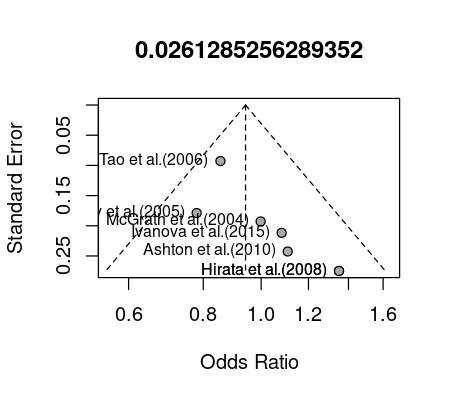 0.0261285256289352
Standard Error
0.05
0.15
0.25
Tao et al.(2006)
et al.(2005)
McGrath et al.(2004)
Ivanova et al.(2015)
Ashton et al.(2010)
Hirata et al.(2008)
0.6 0.8 1.0 1.2 1.6
Odds Ratio